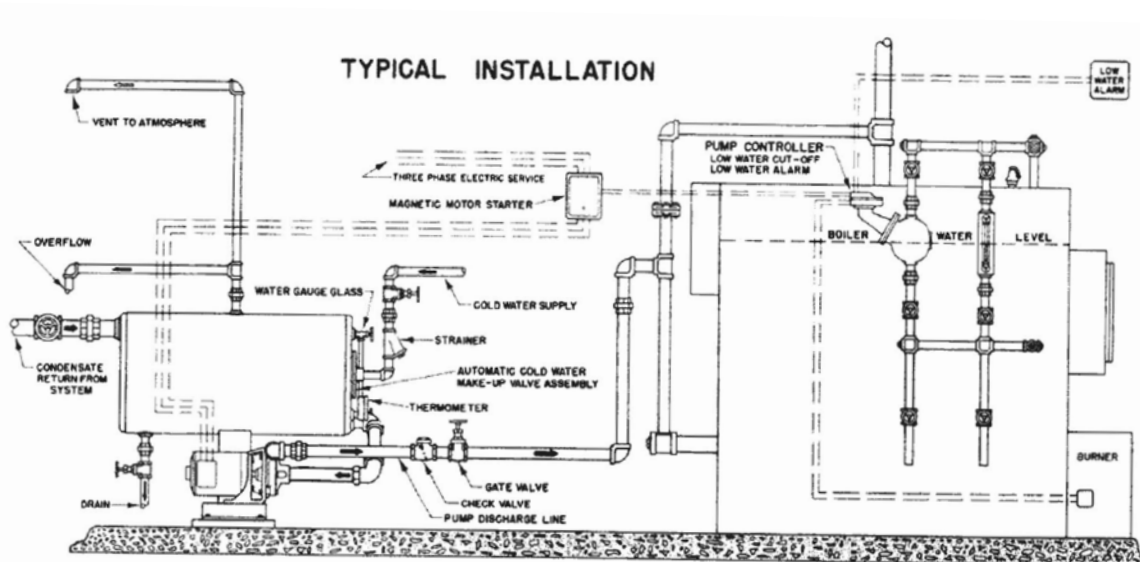 TYPICAL INSTALLATION
LOW
WATER
ALARM
VENT TO ATMOSPHERE
PUMP CONTROLLER
LOW WATER CUT-OFF
LOW WATER ALARM
THREE PHASE ELECTRIC SERVICE
MAGNETIC MOTOR STARTER
BOILER WATER LEVEL
OVERFLOW
WATER GAUGE GLASS
COLD WATER SUPPLY
STRAINER
CONDENSATE
RETURN FROM
SYSTEM
AUTOMATIC COLD WATER
MAKE-UP VALVE ASSEMBLY
THERMOMETER
BURNER
GATE VALVE
CHECK VALVE
DRAIN
PUMP DISCHARGE LINE